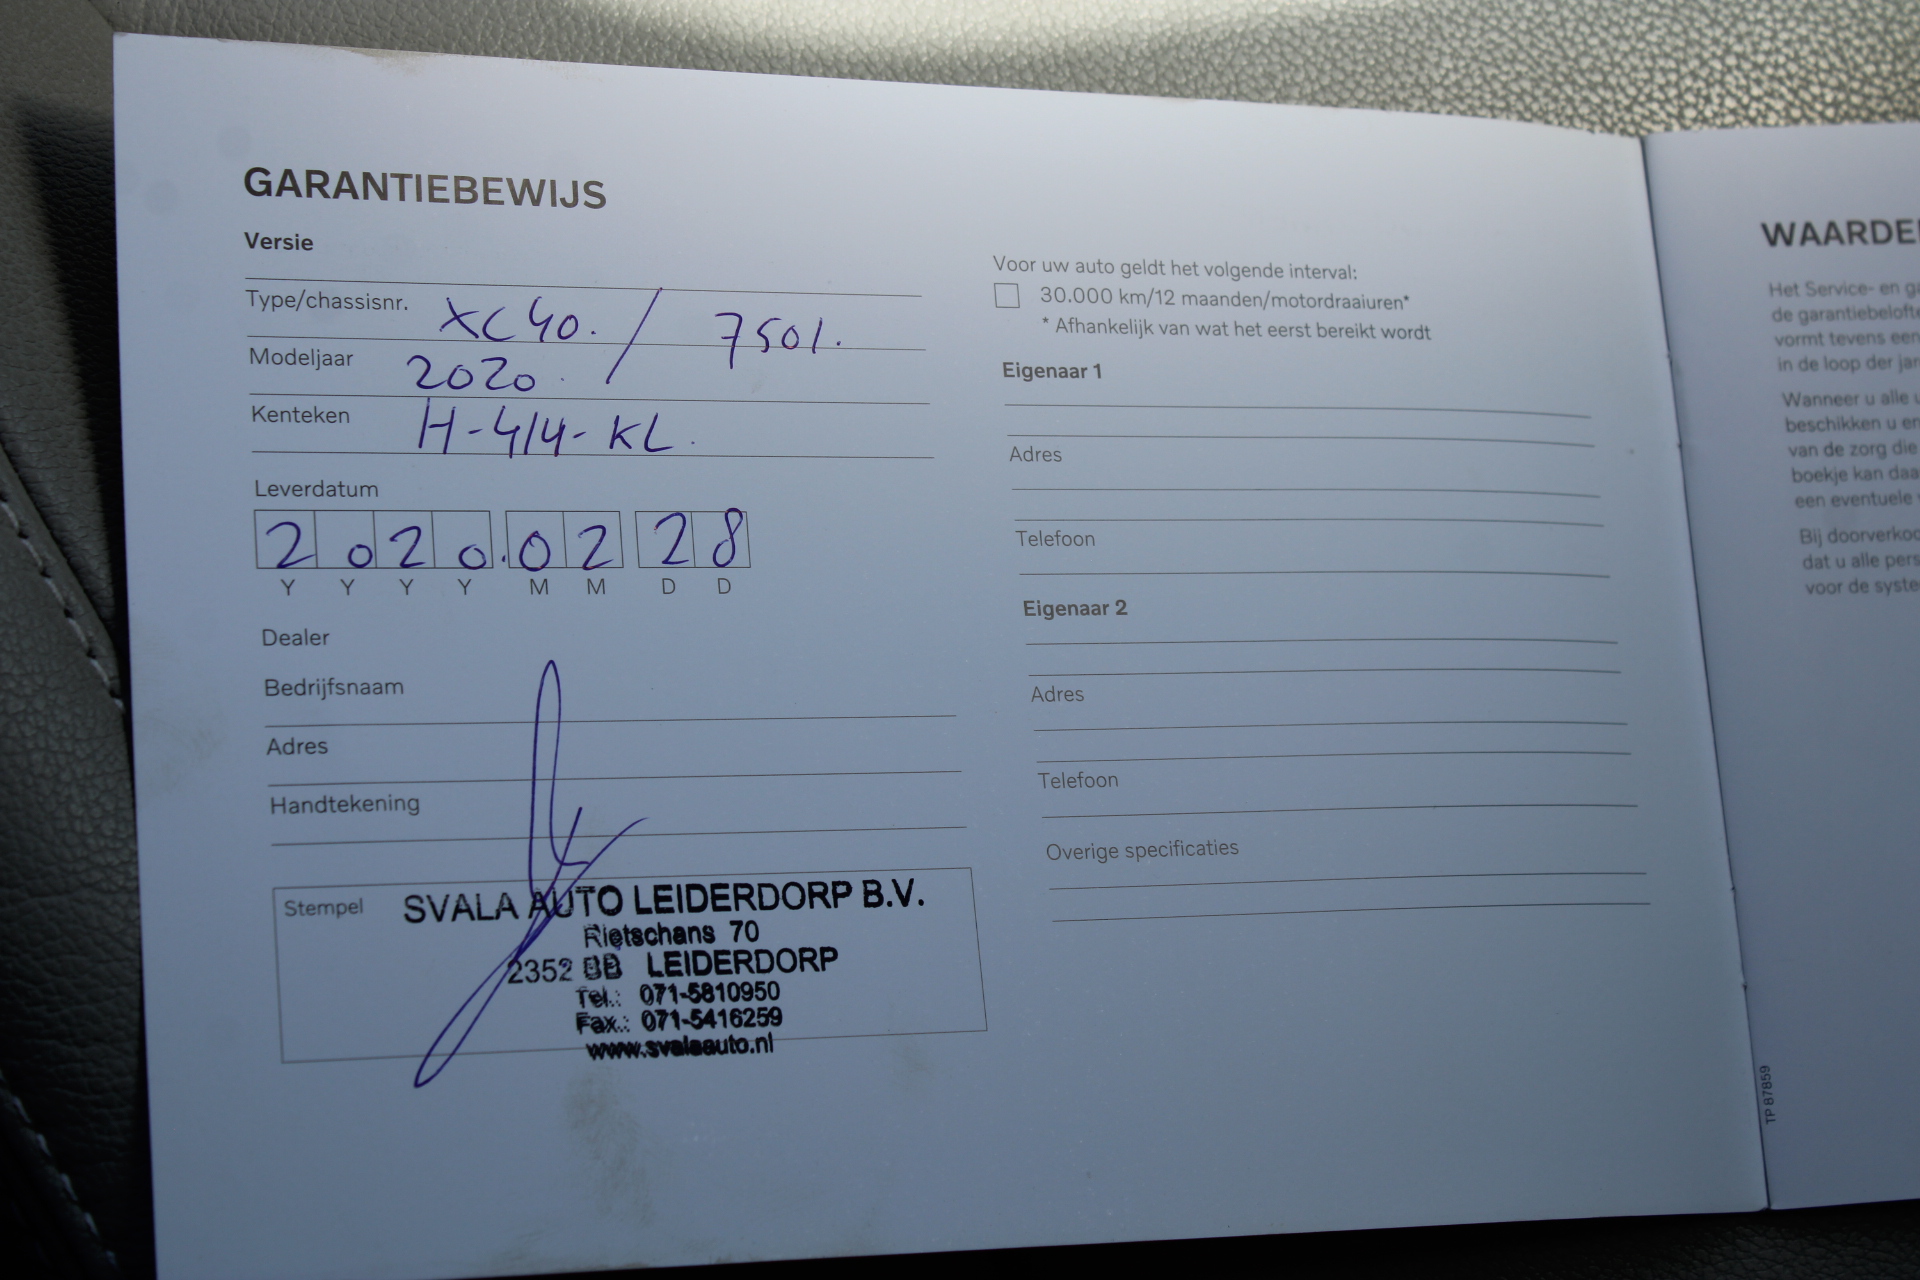 GARANTIEBEWIJS
Versie
Type/chassisnr. XC40. / 7501.
Modeljaar 2020.
Kenteken H-414-KL.
Leverdatum
2020.02 28
Y Y Y Y M M D D
Dealer
Bedrijfsnaam
Adres
Handtekening
Stempel
SVALA AUTO LEIDERDORP B.V.
Rietschans 70
2352 BB LEIDERDORP
Tel.: 071-5810950
Fax.: 071-5416259
www.svalaauto.nl
Voor uw auto geldt het volgende interval:
30.000 km/12 maanden/motordraaiuren*
* Afhankelijk van wat het eerst bereikt wordt
Eigenaar 1
Adres
Telefoon
Eigenaar 2
Adres
Telefoon
Overige specificaties
TP 87859
WAARDE
Het Service- en ga
de garantiebelofte
vormt tevens een
in de loop der jar
Wanneer u alle u
beschikken u en
van de zorg die
boekje kan daa
een eventuele
Bij doorverkoo
dat u alle pers
voor de syste